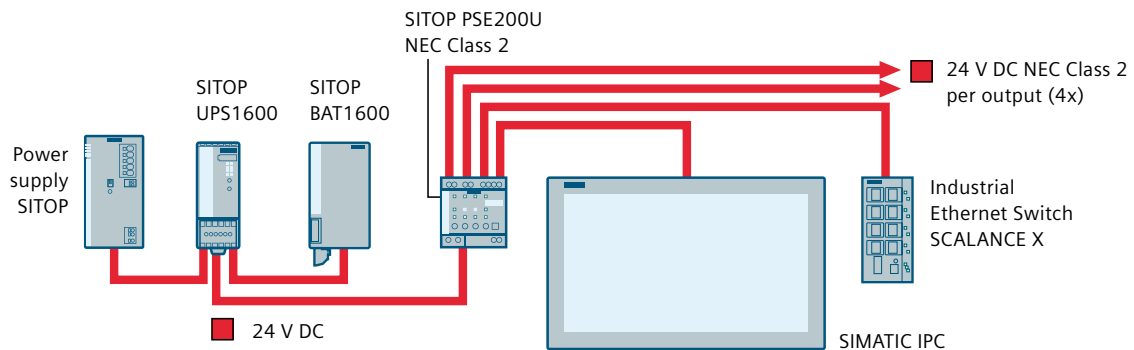 SITOP PSE200U
NEC Class 2
SITOP
UPS1600
SITOP
BAT1600
24 V DC NEC Class 2
per output (4x)
Power
supply
SITOP
Industrial
Ethernet Switch
SCALANCE X
24 V DC
SIMATIC IPC